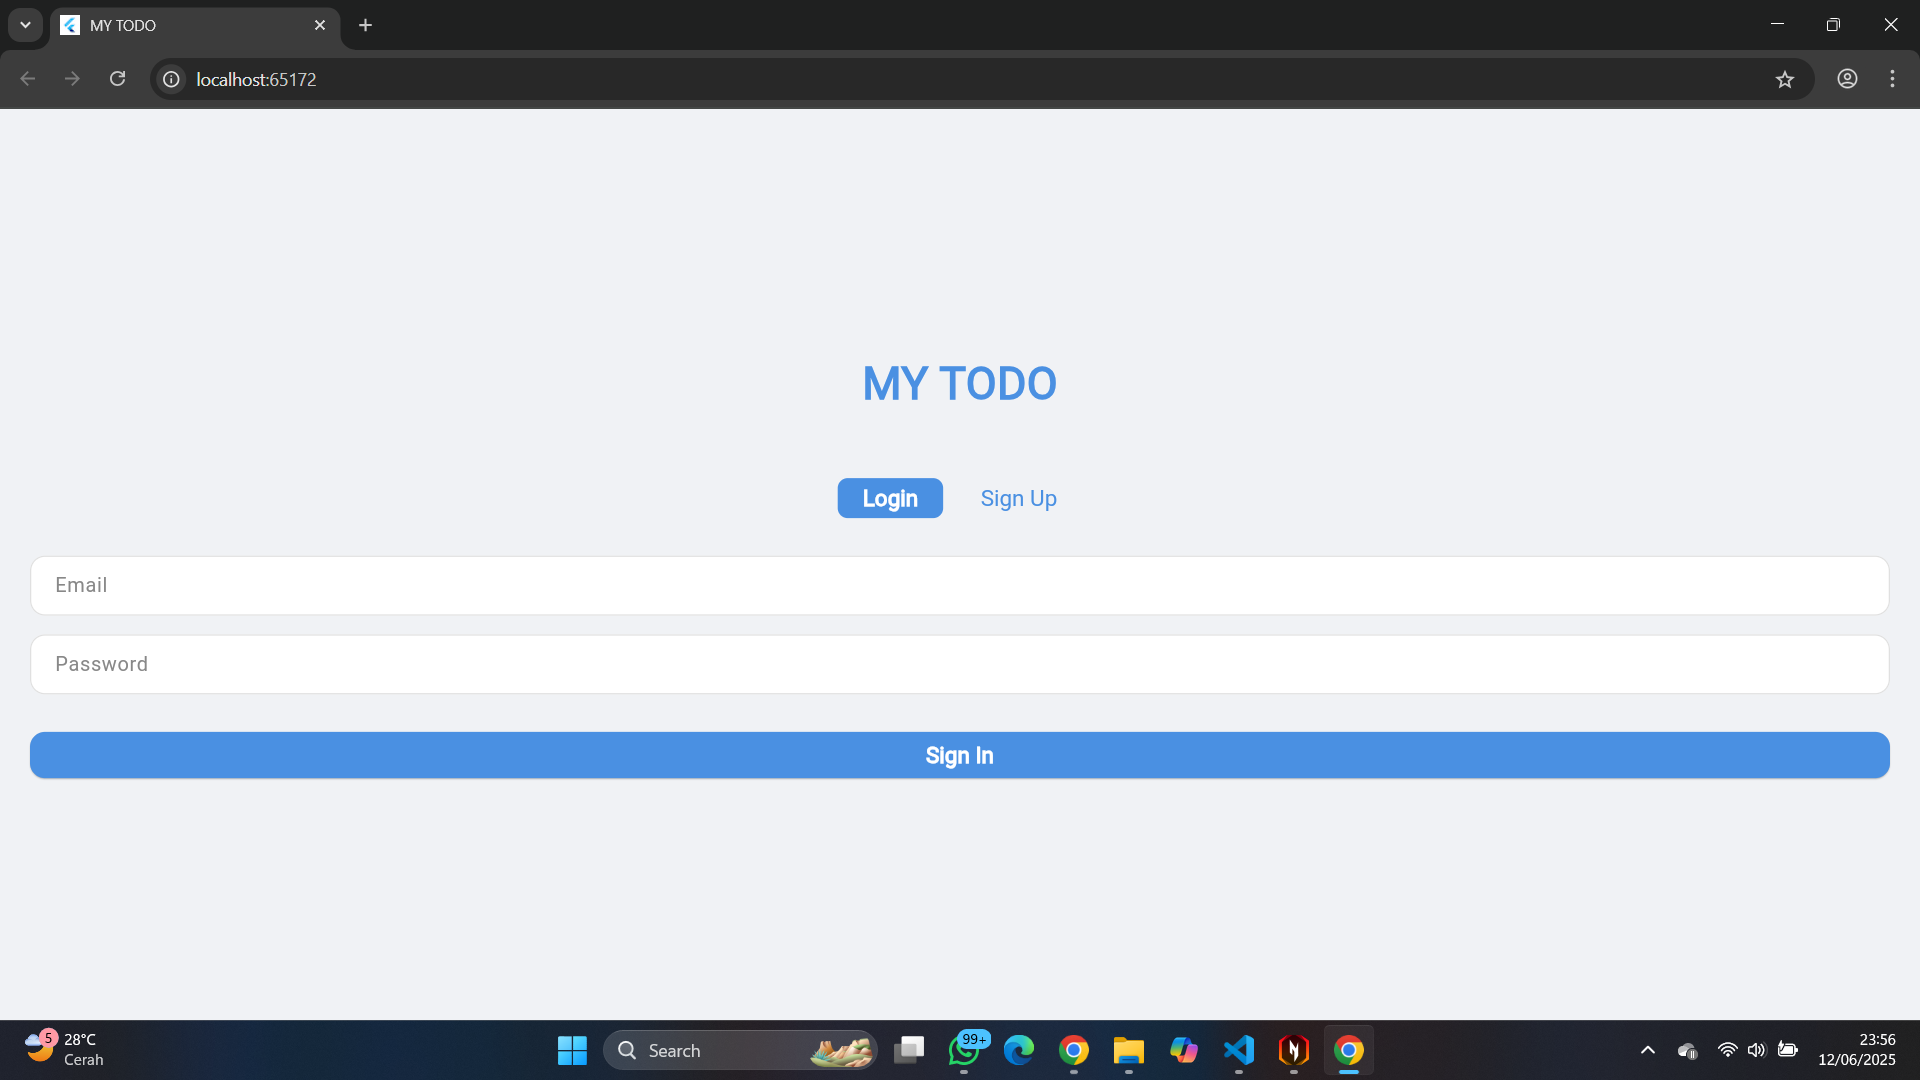 MY TODO
localhost:65172
MY TODO
Login
Sign Up
Email
Password
Sign In
5
28°C
Cerah
Search
99+
23:56
12/06/2025